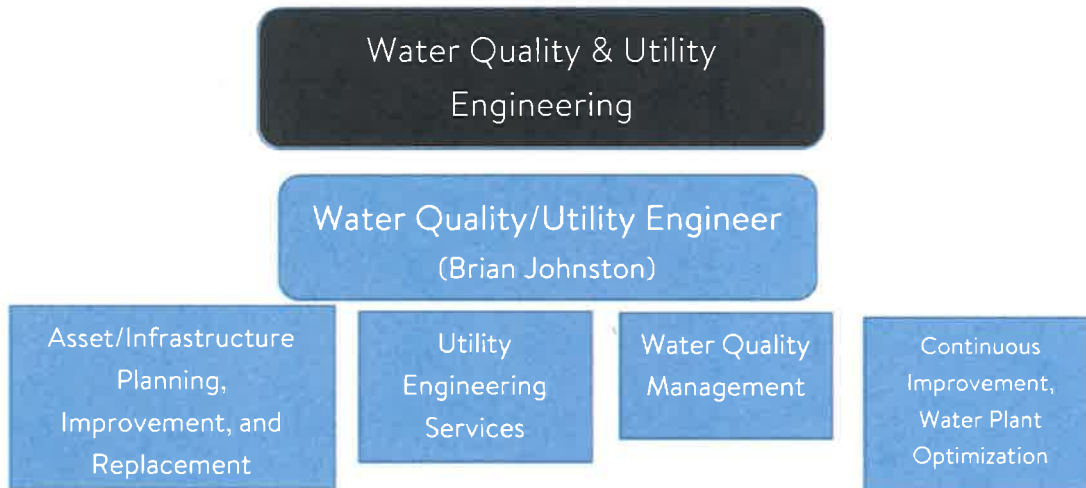 Water Quality & Utility
Engineering
Water Quality/Utility Engineer
(Brian Johnston)
Asset/Infrastructure
Planning,
Improvement, and
Replacement
Utility
Engineering
Services
Water Quality
Management
Continuous
Improvement,
Water Plant
Optimization